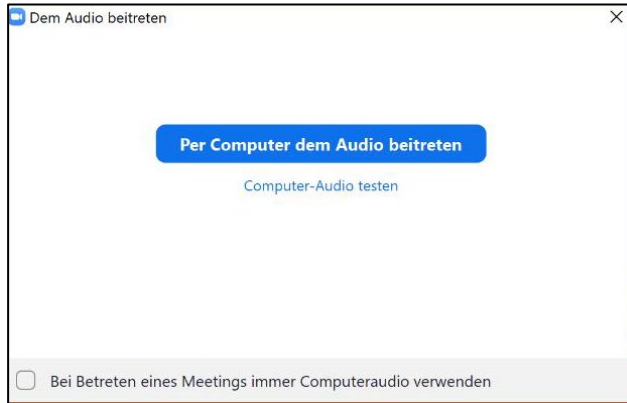 Dem Audio beitreten
Per Computer dem Audio beitreten
Computer-Audio testen
Bei Betreten eines Meetings immer Computeraudio verwenden